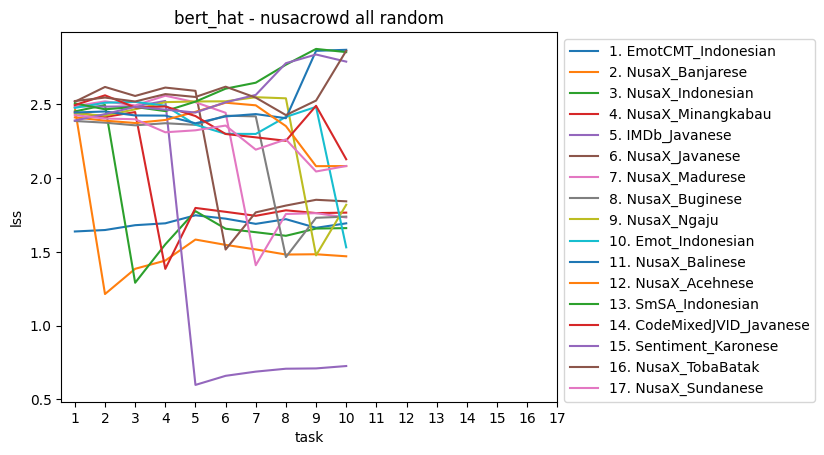 bert_hat - nusacrowd all random
lss
2.5
2.0
1.5
1.0
0.5
1 2 3 4 5 6 7 8 9 10 11 12 13 14 15 16 17
task
1. EmotCMT_Indonesian
2. NusaX_Banjarese
3. NusaX_Indonesian
4. NusaX_Minangkabau
5. IMDb_Javanese
6. NusaX_Javanese
7. NusaX_Madurese
8. NusaX_Buginese
9. NusaX_Ngaju
10. Emot_Indonesian
11. NusaX_Balinese
12. NusaX_Acehnese
13. SmSA_Indonesian
14. CodeMixedJVID_Javanese
15. Sentiment_Karonese
16. NusaX_TobaBatak
17. NusaX_Sundanese